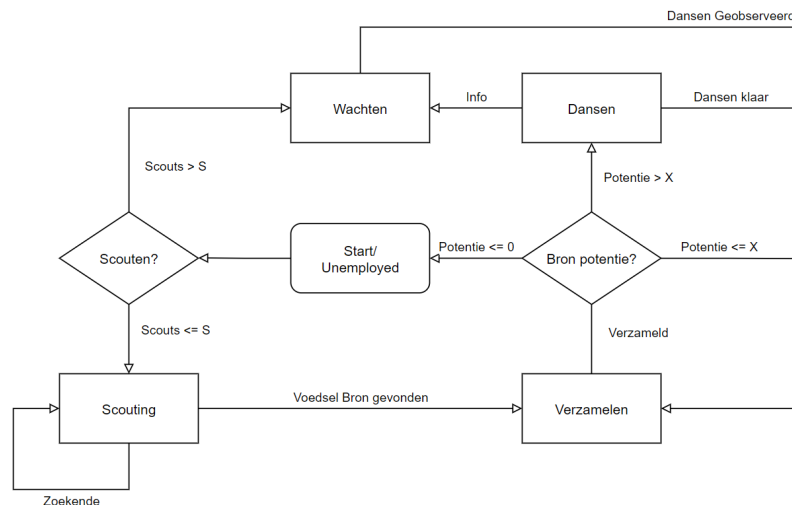 Dansen Geobserveerd
Wachten
Info
Dansen
Dansen klaar
Scouts > S
Potentie > X
Scouten?
Start/
Unemployed
Potentie <= 0
Bron potentie?
Potentie <= X
Scouts <= S
Verzameld
Scouting
Voedsel Bron gevonden
Verzamelen
Zoekende